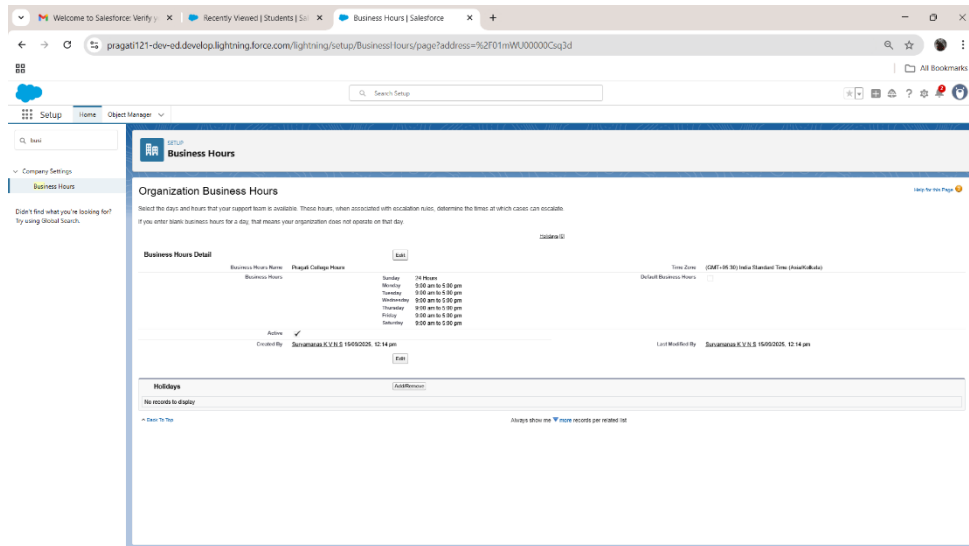 Welcome to Salesforce: Verify y
Recently Viewed | Students | Sal
Business Hours | Salesforce
pragati121-dev-ed.develop.lightning.force.com/lightning/setup/BusinessHours/page?address=%2F01mWU00000Csq3d
All Bookmarks
Search Setup
Setup
Home
Object Manager
busi
Company Settings
Business Hours
Didn't find what you're looking for?
Try using Global Search.
SETUP
Business Hours
Organization Business Hours
Help for this Page
Select the days and hours that your support team is available. These hours, when associated with escalation rules, determine the times at which cases can escalate.
If you enter blank business hours for a day, that means your organization does not operate on that day.
Holidays [0]
Business Hours Detail
Edit
Business Hours Name Pragati College Hours
Time Zone (GMT+05:30) India Standard Time (Asia/Kolkata)
Business Hours
Sunday 24 Hours
Monday 9:00 am to 5:00 pm
Tuesday 9:00 am to 5:00 pm
Wednesday 9:00 am to 5:00 pm
Thursday 9:00 am to 5:00 pm
Friday 9:00 am to 5:00 pm
Saturday 9:00 am to 5:00 pm
Default Business Hours
Active
Created By Suryamanas K V N S 15/09/2025, 12:14 pm
Last Modified By Suryamanas K V N S 15/09/2025, 12:14 pm
Edit
Holidays
Add/Remove
No records to display
Back To Top
Always show me more records per related list